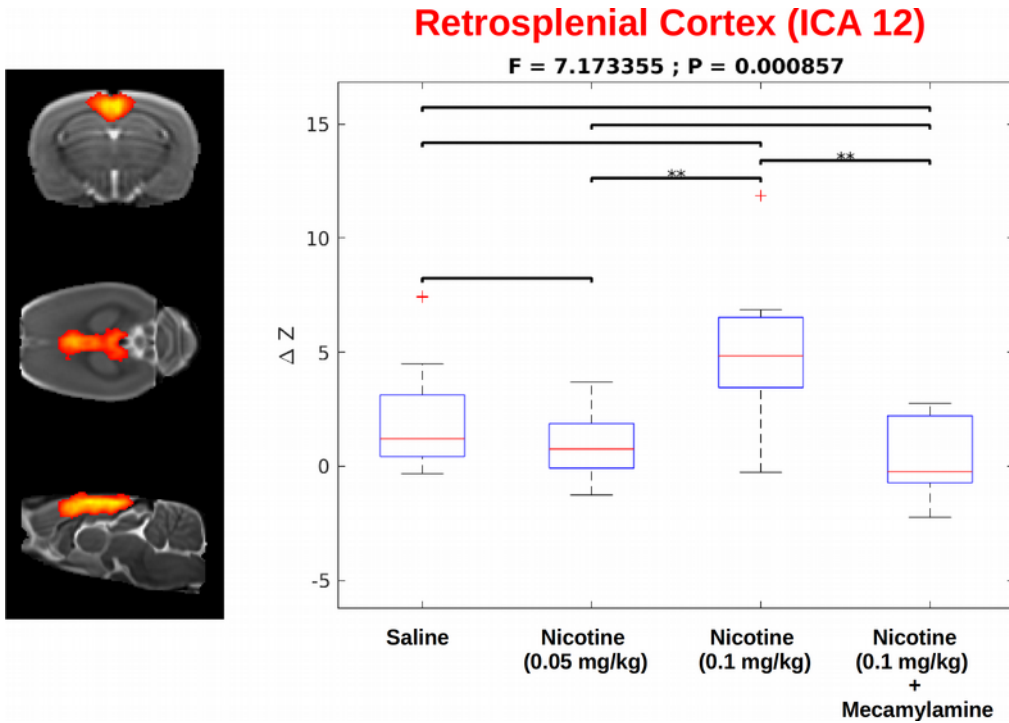 Retrosplenial Cortex (ICA 12)
F = 7.173355 ; P = 0.000857
15
10
5
0
-5
Δ Z
**
**
Saline
Nicotine
(0.05 mg/kg)
Nicotine
(0.1 mg/kg)
Nicotine
(0.1 mg/kg)
+
Mecamylamine